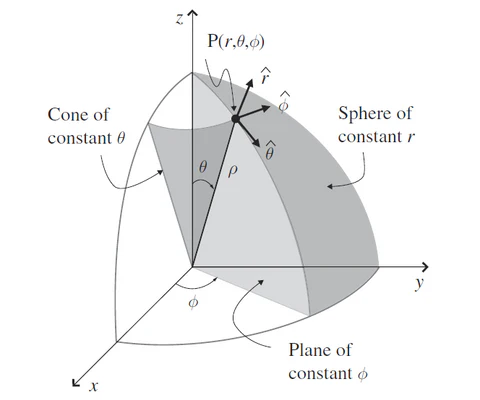 z
P(r,θ,ϕ)
r̂
ϕ̂
Cone of
constant θ
Sphere of
constant r
θ̂
θ
ρ
y
ϕ
Plane of
constant ϕ
x